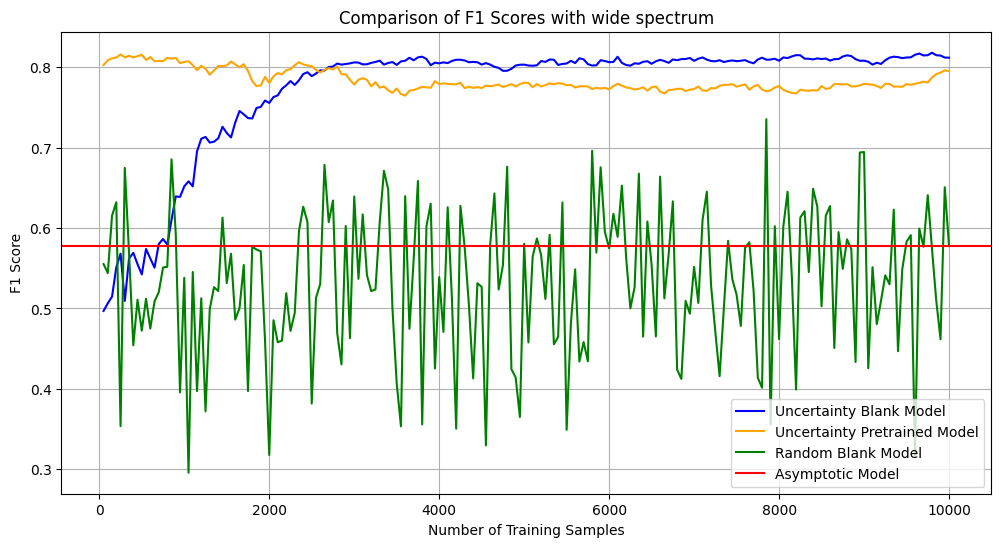 Comparison of F1 Scores with wide spectrum
F1 Score
0.8
0.7
0.6
0.5
0.4
0.3
0
2000
4000
6000
8000
10000
Number of Training Samples
Uncertainty Blank Model
Uncertainty Pretrained Model
Random Blank Model
Asymptotic Model